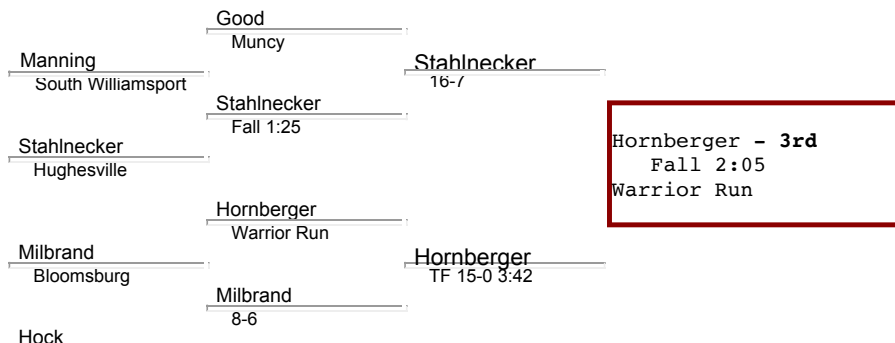 Good
Muncy
Manning
South Williamsport
Stahlnecker
16-7
Stahlnecker
Fall 1:25
Stahlnecker
Hughesville
Hornberger - 3rd
Fall 2:05
Warrior Run
Hornberger
Warrior Run
Milbrand
Bloomsburg
Hornberger
TF 15-0 3:42
Milbrand
8-6
Hock